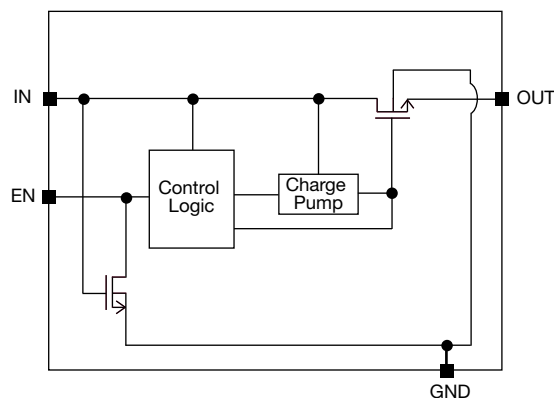 IN
OUT
EN
Control
Logic
Charge
Pump
GND